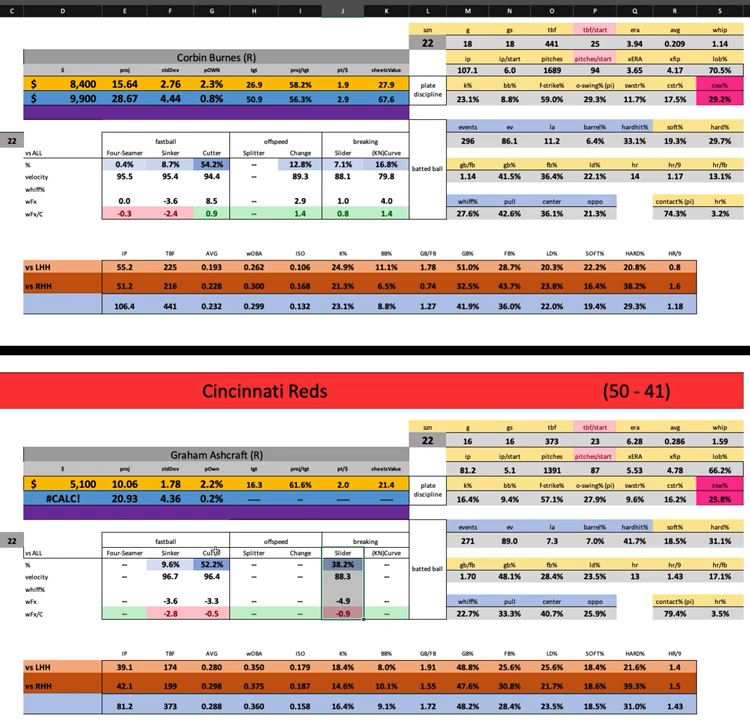 C D E F G H I J K L M N O P Q R S
szn g gs tbf tbf/start era avg whip
22 18 18 441 25 3.94 0.209 1.14
Corbin Burnes (R) ip ip/start pitches pitches/start xERA xfip lob%
107.1 6.0 1689 94 3.65 4.17 70.5%
$ proj stdDev pOWN tgt proj/tgt pt/$ sheetsValue
$ 8,400 15.64 2.76 2.3% 26.9 58.2% 1.9 27.9
$ 9,900 28.67 4.44 0.8% 50.9 56.3% 2.9 67.6
plate discipline k% bb% f-strike% o-swing% (pi) swstr% cstr% csw%
23.1% 8.8% 59.0% 29.3% 11.7% 17.5% 29.2%
events ev la barrel% hardhit% soft% hard%
22 fastball offspeed breaking 296 86.1 11.2 6.4% 33.1% 19.3% 29.7%
vs ALL Four-Seamer Sinker Cutter Splitter Change Slider (KN)Curve
% 0.4% 8.7% 54.2% -- 12.8% 7.1% 16.8%
batted ball gb/fb gb% fb% ld% hr hr/9 hr/fb
velocity 95.5 95.4 94.4 -- 89.3 88.1 79.8 1.14 41.5% 36.4% 22.1% 14 1.17 13.1%
whiff%
wFx 0.0 -3.6 8.5 -- 2.9 1.0 4.0 whiff% pull center oppo contact% (pi) hr%
wFx/C -0.3 -2.4 0.9 -- 1.4 0.8 1.4 27.6% 42.6% 36.1% 21.3% 74.3% 3.2%
IP TBF AVG wOBA ISO K% BB% GB/FB GB% FB% LD% SOFT% HARD% HR/9
vs LHH 55.2 225 0.193 0.262 0.106 24.9% 11.1% 1.78 51.0% 28.7% 20.3% 22.2% 20.8% 0.8
vs RHH 51.2 216 0.228 0.300 0.168 21.3% 6.5% 0.74 32.5% 43.7% 23.8% 16.4% 38.2% 1.6
106.4 441 0.232 0.299 0.132 23.1% 8.8% 1.27 41.9% 36.0% 22.0% 19.4% 29.3% 1.18
Cincinnati Reds (50 - 41)
szn g gs tbf tbf/start era avg whip
22 16 16 373 23 6.28 0.286 1.59
Graham Ashcraft (R) ip ip/start pitches pitches/start xERA xfip lob%
$ proj stdDev pOwn tgt proj/tgt pt/$ sheetsValue 81.2 5.1 1391 87 5.53 4.78 66.2%
$ 5,100 10.06 1.78 2.2% 16.3 61.6% 2.0 21.4
plate discipline k% bb% f-strike% o-swing% (pi) swstr% cstr% csw%
#CALC! 20.93 4.36 0.2% ---- ---- ---- ---- 16.4% 9.4% 57.1% 27.9% 9.6% 16.2% 25.8%
events ev la barrel% hardhit% soft% hard%
22 fastball offspeed breaking 271 89.0 7.3 7.0% 41.7% 18.5% 31.1%
vs ALL Four-Seamer Sinker Cutter Splitter Change Slider (KN)Curve
% -- 9.6% 52.2% -- -- 38.2% --
batted ball gb/fb gb% fb% ld% hr hr/9 hr/fb
velocity -- 96.7 96.4 -- -- 88.3 -- 1.70 48.1% 28.4% 23.5% 13 1.43 17.1%
whiff%
wFx -- -3.6 -3.3 -- -- -4.9 -- whiff% pull center oppo contact% (pi) hr%
wFx/C -- -2.8 -0.5 -- -- -0.9 -- 22.7% 33.3% 40.7% 25.9% 79.4% 3.5%
IP TBF AVG wOBA ISO K% BB% GB/FB GB% FB% LD% SOFT% HARD% HR/9
vs LHH 39.1 174 0.280 0.350 0.179 18.4% 8.0% 1.91 48.8% 25.6% 25.6% 18.4% 21.6% 1.4
vs RHH 42.1 199 0.298 0.375 0.187 14.6% 10.1% 1.55 47.6% 30.8% 21.7% 18.6% 39.3% 1.5
81.2 373 0.288 0.360 0.158 16.4% 9.1% 1.72 48.2% 28.4% 23.5% 18.5% 31.0% 1.43